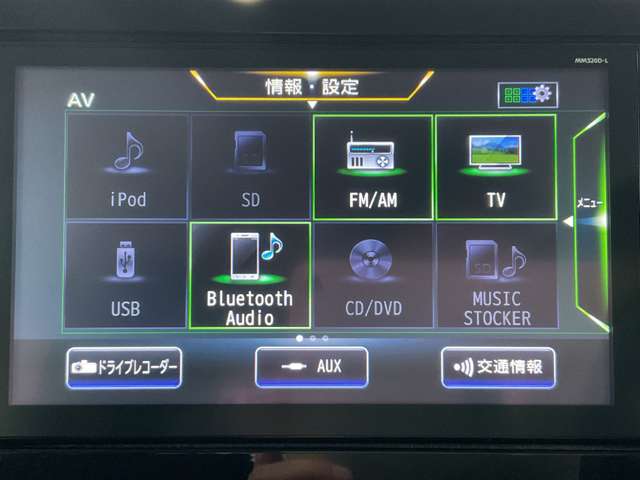 MM320D-L
情報・設定
AV
iPod
SD
FM/AM
TV
メニュー
USB
Bluetooth
Audio
CD/DVD
SD
MUSIC
STOCKER
ドライブレコーダー
AUX
交通情報